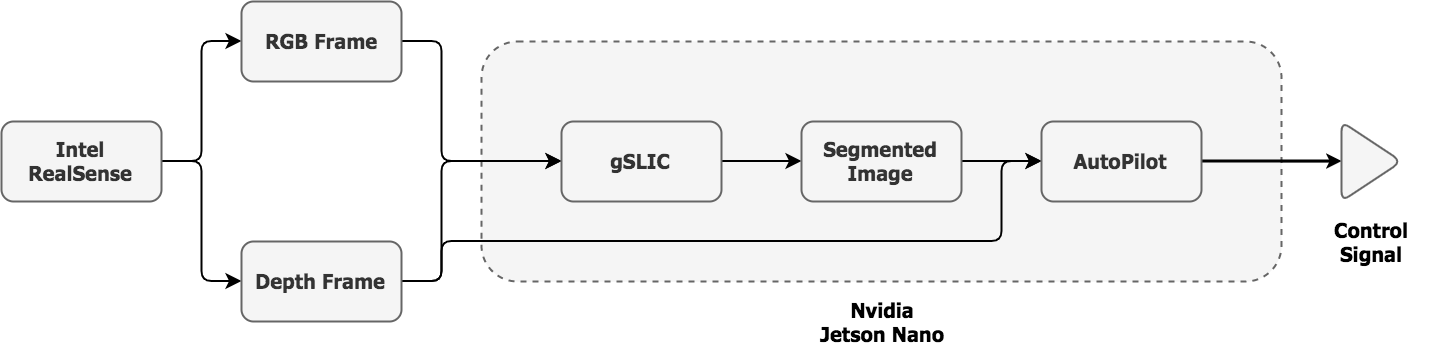 RGB Frame
Intel
RealSense
gSLIC
Segmented
Image
AutoPilot
Control
Signal
Depth Frame
Nvidia
Jetson Nano